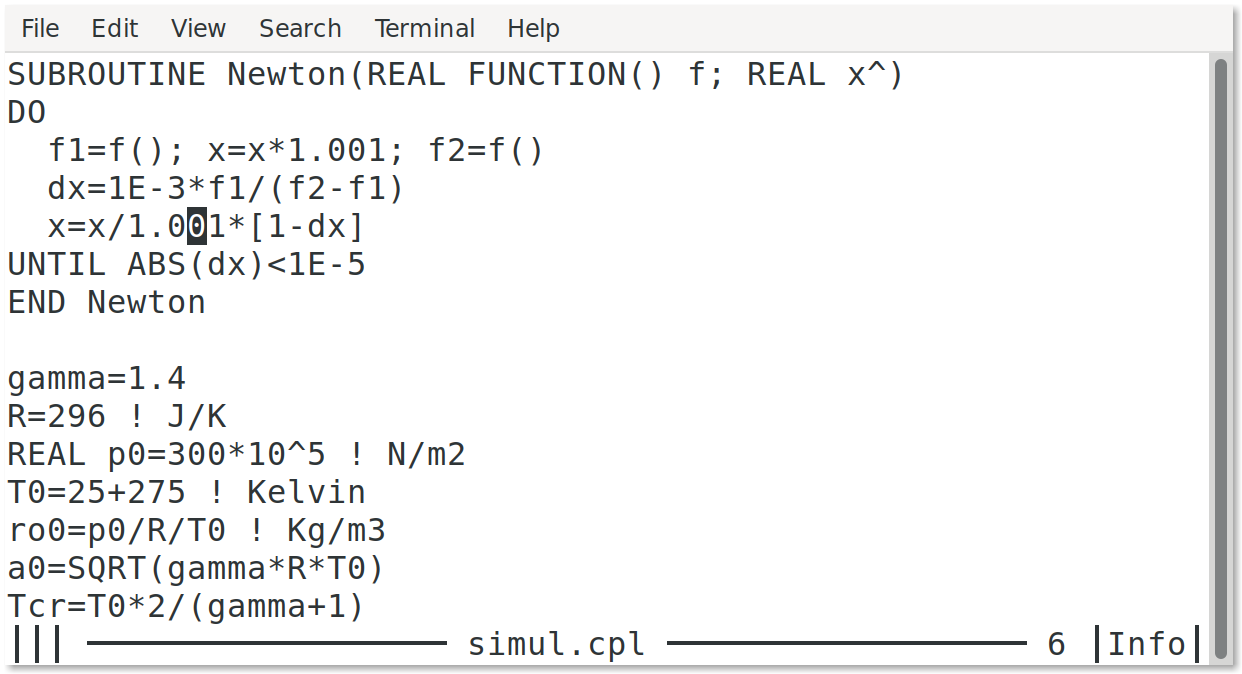 File Edit View Search Terminal Help
SUBROUTINE Newton(REAL FUNCTION() f; REAL x^)
DO
  f1=f(); x=x*1.001; f2=f()
  dx=1E-3*f1/(f2-f1)
  x=x/1.001*[1-dx]
UNTIL ABS(dx)<1E-5
END Newton

gamma=1.4
R=296 ! J/K
REAL p0=300*10^5 ! N/m2
T0=25+275 ! Kelvin
ro0=p0/R/T0 ! Kg/m3
a0=SQRT(gamma*R*T0)
Tcr=T0*2/(gamma+1)
||| simul.cpl 6 |Info|